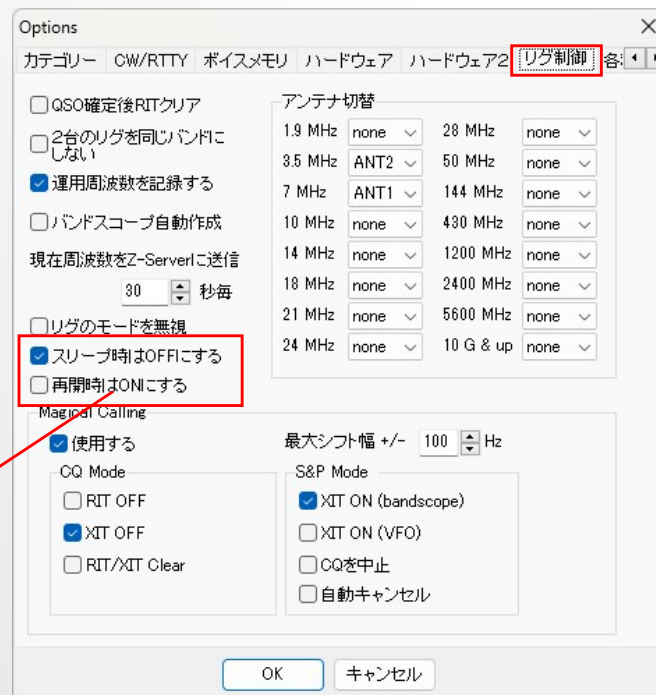 Options
カテゴリー CW/RTTY ボイスメモリ ハードウェア ハードウェア2 リグ制御
QSO確定後RITクリア
2台のリグを同じバンドに
しない
運用周波数を記録する
バンドスコープ自動作成
現在周波数をZ-Serverに送信
30 秒毎
リグのモードを無視
スリープ時はOFFにする
再開時はONにする
アンテナ切替
1.9 MHz none 28 MHz none
3.5 MHz ANT2 50 MHz none
7 MHz ANT1 144 MHz none
10 MHz none 430 MHz none
14 MHz none 1200 MHz none
18 MHz none 2400 MHz none
21 MHz none 5600 MHz none
24 MHz none 10 G & up none
Magical Calling
使用する
最大シフト幅 +/- 100 Hz
CQ Mode
RIT OFF
XIT OFF
RIT/XIT Clear
S&P Mode
XIT ON (bandscope)
XIT ON (VFO)
CQを中止
自動キャンセル
OK キャンセル